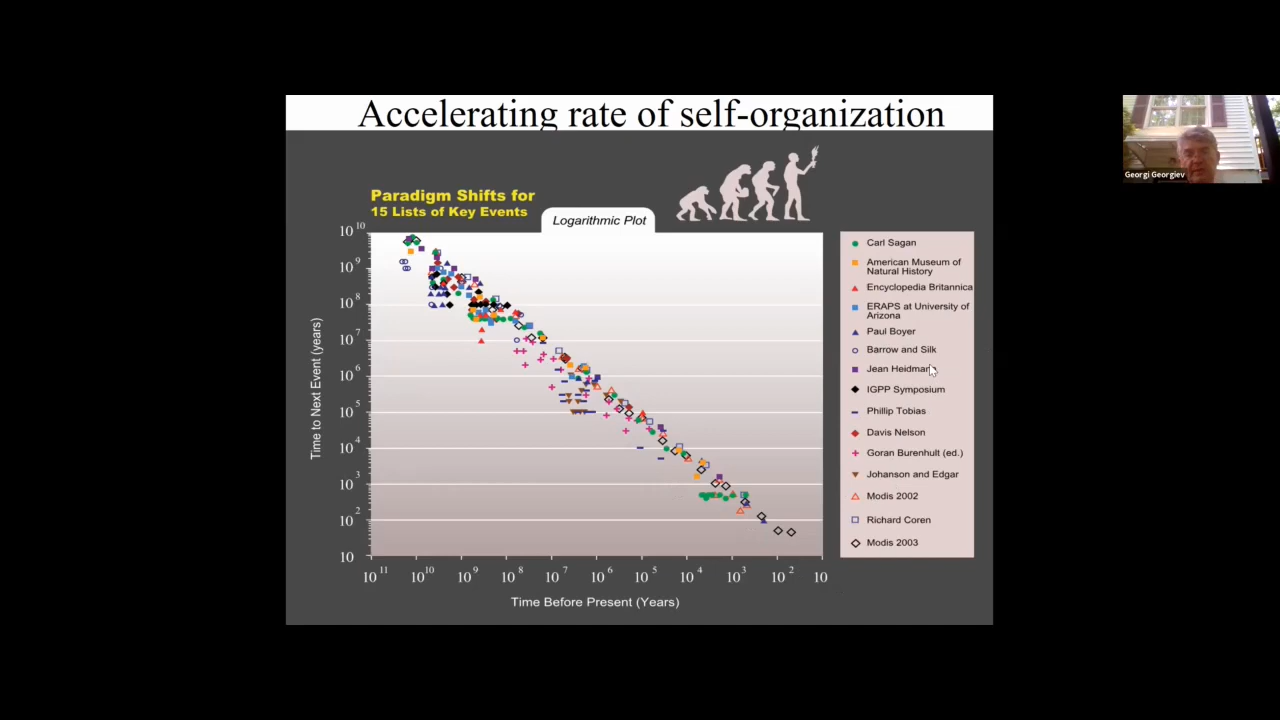 Accelerating rate of self-organization
Georgi Georgiev
Paradigm Shifts for
15 Lists of Key Events
Logarithmic Plot
Time to Next Event (years)
10 10
10 9
10 8
10 7
10 6
10 5
10 4
10 3
10 2
10
10 11
10 10
10 9
10 8
10 7
10 6
10 5
10 4
10 3
10 2
10
Time Before Present (Years)
Carl Sagan
American Museum of
Natural History
Encyclopedia Britannica
ERAPS at University of
Arizona
Paul Boyer
Barrow and Silk
Jean Heidmann
IGPP Symposium
Phillip Tobias
Davis Nelson
Goran Burenhult (ed.)
Johanson and Edgar
Modis 2002
Richard Coren
Modis 2003